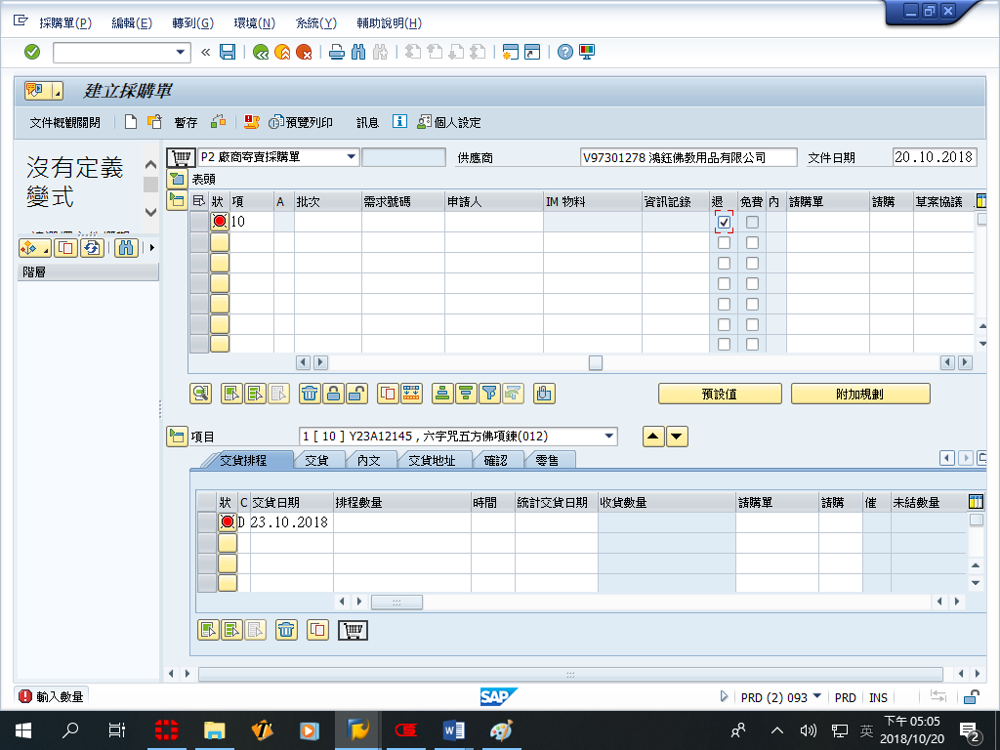 採購單(P) 編輯(E) 轉到(G) 環境(N) 系統(Y) 輔助說明(H)
建立採購單
文件概觀關閉 暫存 預覽列印 訊息 個人設定
沒有定義
變式
階層
P2 廠商寄賣採購單 供應商 V97301278 鴻鈺佛教用品有限公司 文件日期 20.10.2018
表頭
狀 項 A 批次 需求號碼 申請人 IM 物料 資訊記錄 退 免費 內 請購單 請購 草案協議
10
預設值 附加規劃
項目 1 [ 10 ] Y23A12145 , 六字咒五方佛項鍊(012)
交貨排程 交貨 內文 交貨地址 確認 零售
狀 C 交貨日期 排程數量 時間 統計交貨日期 收貨數量 請購單 請購 催 未結數量
D 23.10.2018
輸入數量 SAP PRD (2) 093 PRD INS
英 下午 05:05
2018/10/20 2